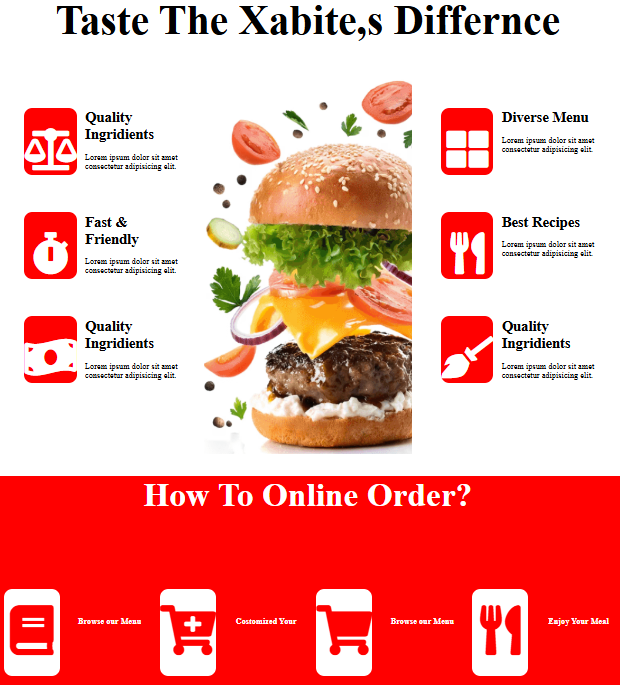 Taste The Xabite,s Differnce
Quality
Ingridients
Lorem ipsum dolor sit amet
consectetur adipisicing elit.
Fast &
Friendly
Lorem ipsum dolor sit amet
consectetur adipisicing elit.
Quality
Ingridients
Lorem ipsum dolor sit amet
consectetur adipisicing elit.
Diverse Menu
Lorem ipsum dolor sit amet
consectetur adipisicing elit.
Best Recipes
Lorem ipsum dolor sit amet
consectetur adipisicing elit.
Quality
Ingridients
Lorem ipsum dolor sit amet
consectetur adipisicing elit.
How To Online Order?
Browse our Menu
Costomized Your
Browse our Menu
Enjoy Your Meal